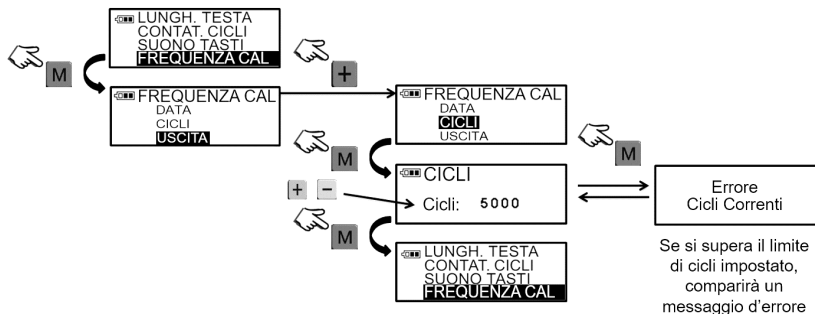 LUNGH. TESTA
CONTAT. CICLI
SUONO TASTI
FREQUENZA CAL
M
+
FREQUENZA CAL
DATA
CICLI
USCITA
FREQUENZA CAL
DATA
CICLI
USCITA
M
M
CICLI
Cicli: 5000
+ -
Errore
Cicli Correnti
M
LUNGH. TESTA
CONTAT. CICLI
SUONO TASTI
FREQUENZA CAL
Se si supera il limite
di cicli impostato,
comparirà un
messaggio d'errore